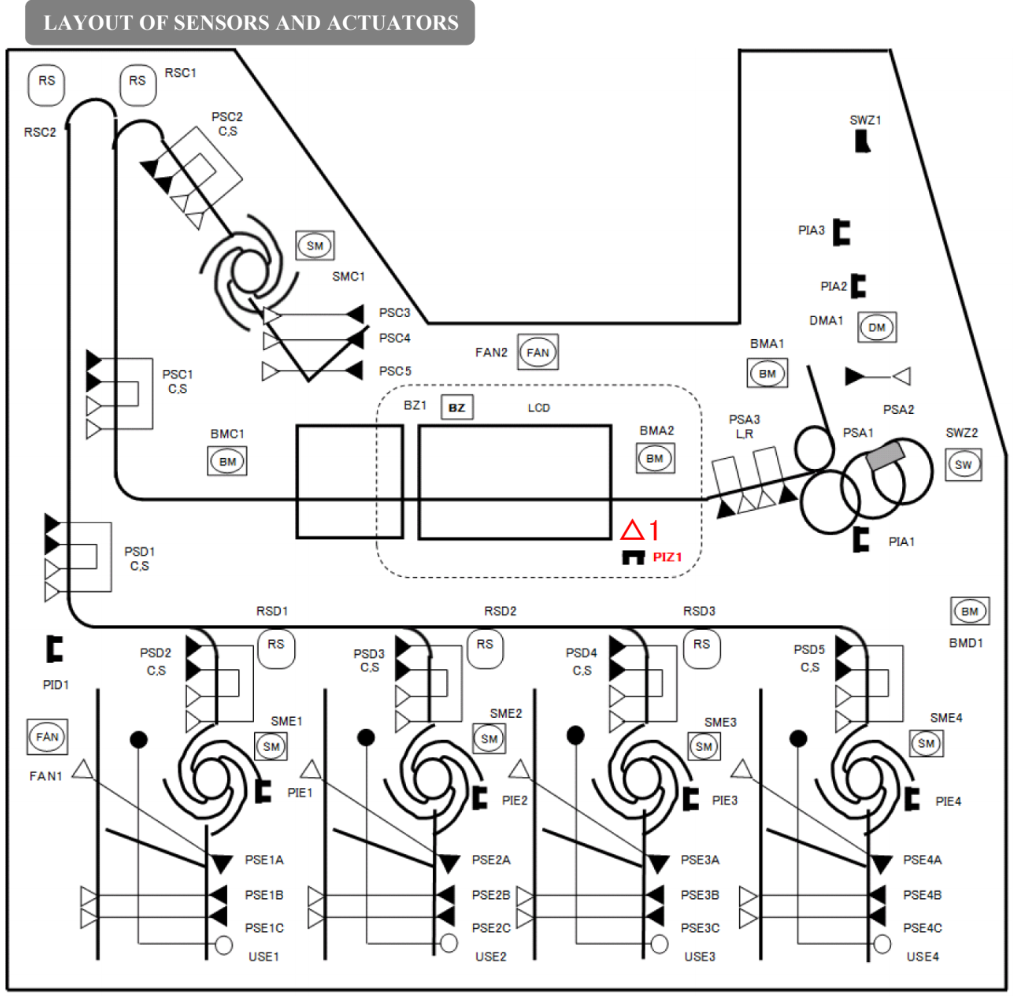 LAYOUT OF SENSORS AND ACTUATORS
RS
RS
RSC1
RSC2
PSC2
C,S
SWZ1
PIA3
SM
SMC1
PIA2
PSC3
DMA1
DM
PSC4
FAN2
FAN
BMA1
BM
PSC1
C,S
PSC5
BZ1
BZ
LCD
PSA2
PSA3
L,R
PSA1
BMC1
BM
BMA2
BM
SWZ2
SW
△1
PIZ1
PIA1
PSD1
C,S
RSD1
RSD2
RSD3
BM
BMD1
PSD2
C,S
RS
PSD3
C,S
RS
PSD4
C,S
RS
PSD5
C,S
PID1
FAN
FAN1
SME1
SM
SME2
SM
SME3
SM
SME4
SM
PIE1
PIE2
PIE3
PIE4
PSE1A
PSE2A
PSE3A
PSE4A
PSE1B
PSE2B
PSE3B
PSE4B
PSE1C
PSE2C
PSE3C
PSE4C
USE1
USE2
USE3
USE4